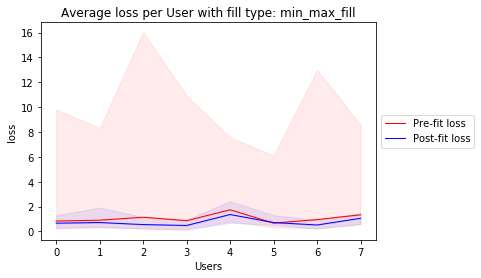 Average loss per User with fill type: min_max_fill
16
14
12
10
8
6
4
2
0
loss
0 1 2 3 4 5 6 7
Users
Pre-fit loss
Post-fit loss